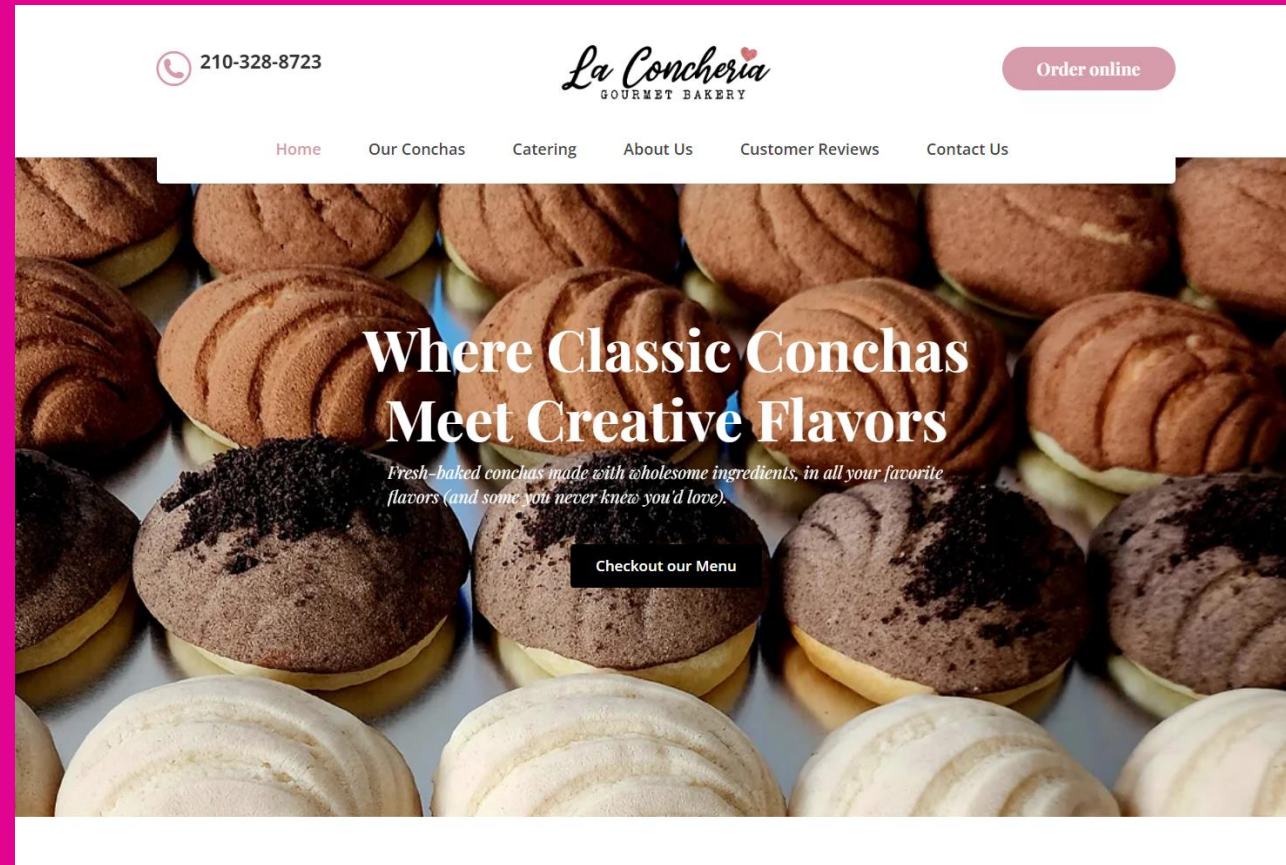 210-328-8723
La Concheria
GOURMET BAKERY
Order online
Home Our Conchas Catering About Us Customer Reviews Contact Us
Where Classic Conchas
Meet Creative Flavors
Fresh-baked conchas made with wholesome ingredients, in all your favorite
flavors (and some you never knew you'd love).
Checkout our Menu